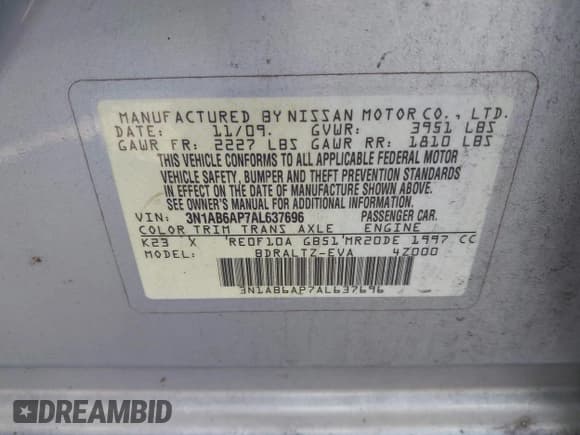 MANUFACTURED BY NISSAN MOTOR CO., LTD.
DATE: 11/09. GVWR: 3951 LBS
GAWR FR: 2227 LBS GAWR RR: 1810 LBS
THIS VEHICLE CONFORMS TO ALL APPLICABLE FEDERAL MOTOR
VEHICLE SAFETY, BUMPER AND THEFT PREVENTION STANDARDS
IN EFFECT ON THE DATE OF MANUFACTURE SHOWN ABOVE.
SEE OWNER'S MANUAL FOR ADDITIONAL INFORMATION.
VIN: 3N1AB6AP7AL637696 PASSENGER CAR.
COLOR TRIM TRANS AXLE ENGINE
K23 X RE0F10A GB51 MR20DE 1997 CC
MODEL: BDRALTZ-EVA 4Z000
3N1AB6AP7AL637696
DREAMBID